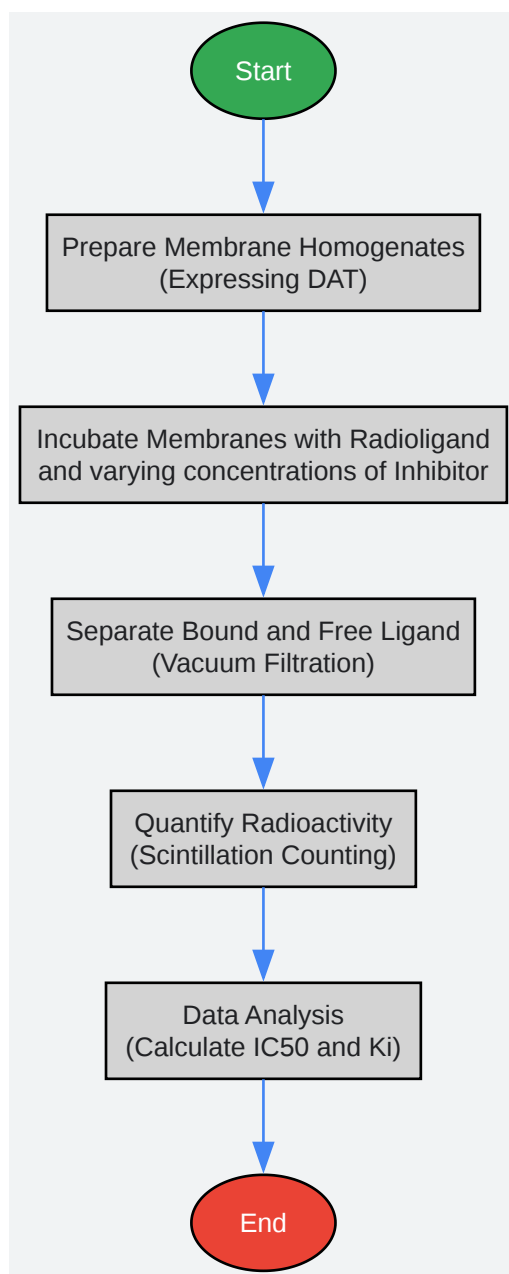 Start
Prepare Membrane Homogenates
(Expressing DAT)
Incubate Membranes with Radioligand
and varying concentrations of Inhibitor
Separate Bound and Free Ligand
(Vacuum Filtration)
Quantify Radioactivity
(Scintillation Counting)
Data Analysis
(Calculate IC50 and Ki)
End